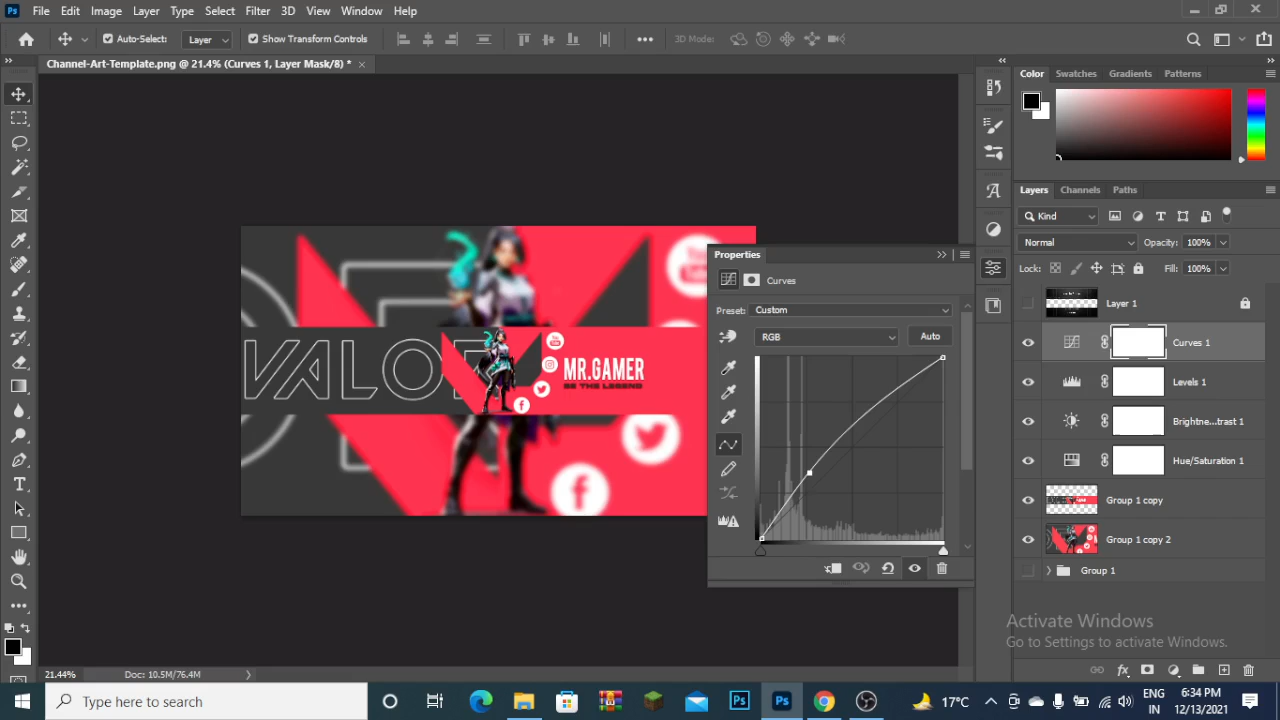 Ps File Edit Image Layer Type Select Filter 3D View Window Help
Auto-Select: Layer Show Transform Controls 3D Mode:
Channel-Art-Template.png @ 21.4% (Curves 1, Layer Mask/8) *
Color Swatches Gradients Patterns
Layers Channels Paths
Kind
Normal Opacity: 100%
Lock: Fill: 100%
Layer 1
Curves 1
Levels 1
Brightne...trast 1
Hue/Saturation 1
Group 1 copy
Group 1 copy 2
Group 1
Properties
Curves
Preset: Custom
RGB Auto
VALO
MR.GAMER
BE THE LEGEND
Activate Windows
Go to Settings to activate Windows.
21.44% Doc: 10.5M/76.4M
Type here to search
17°C
ENG
IN
6:34 PM
12/13/2021